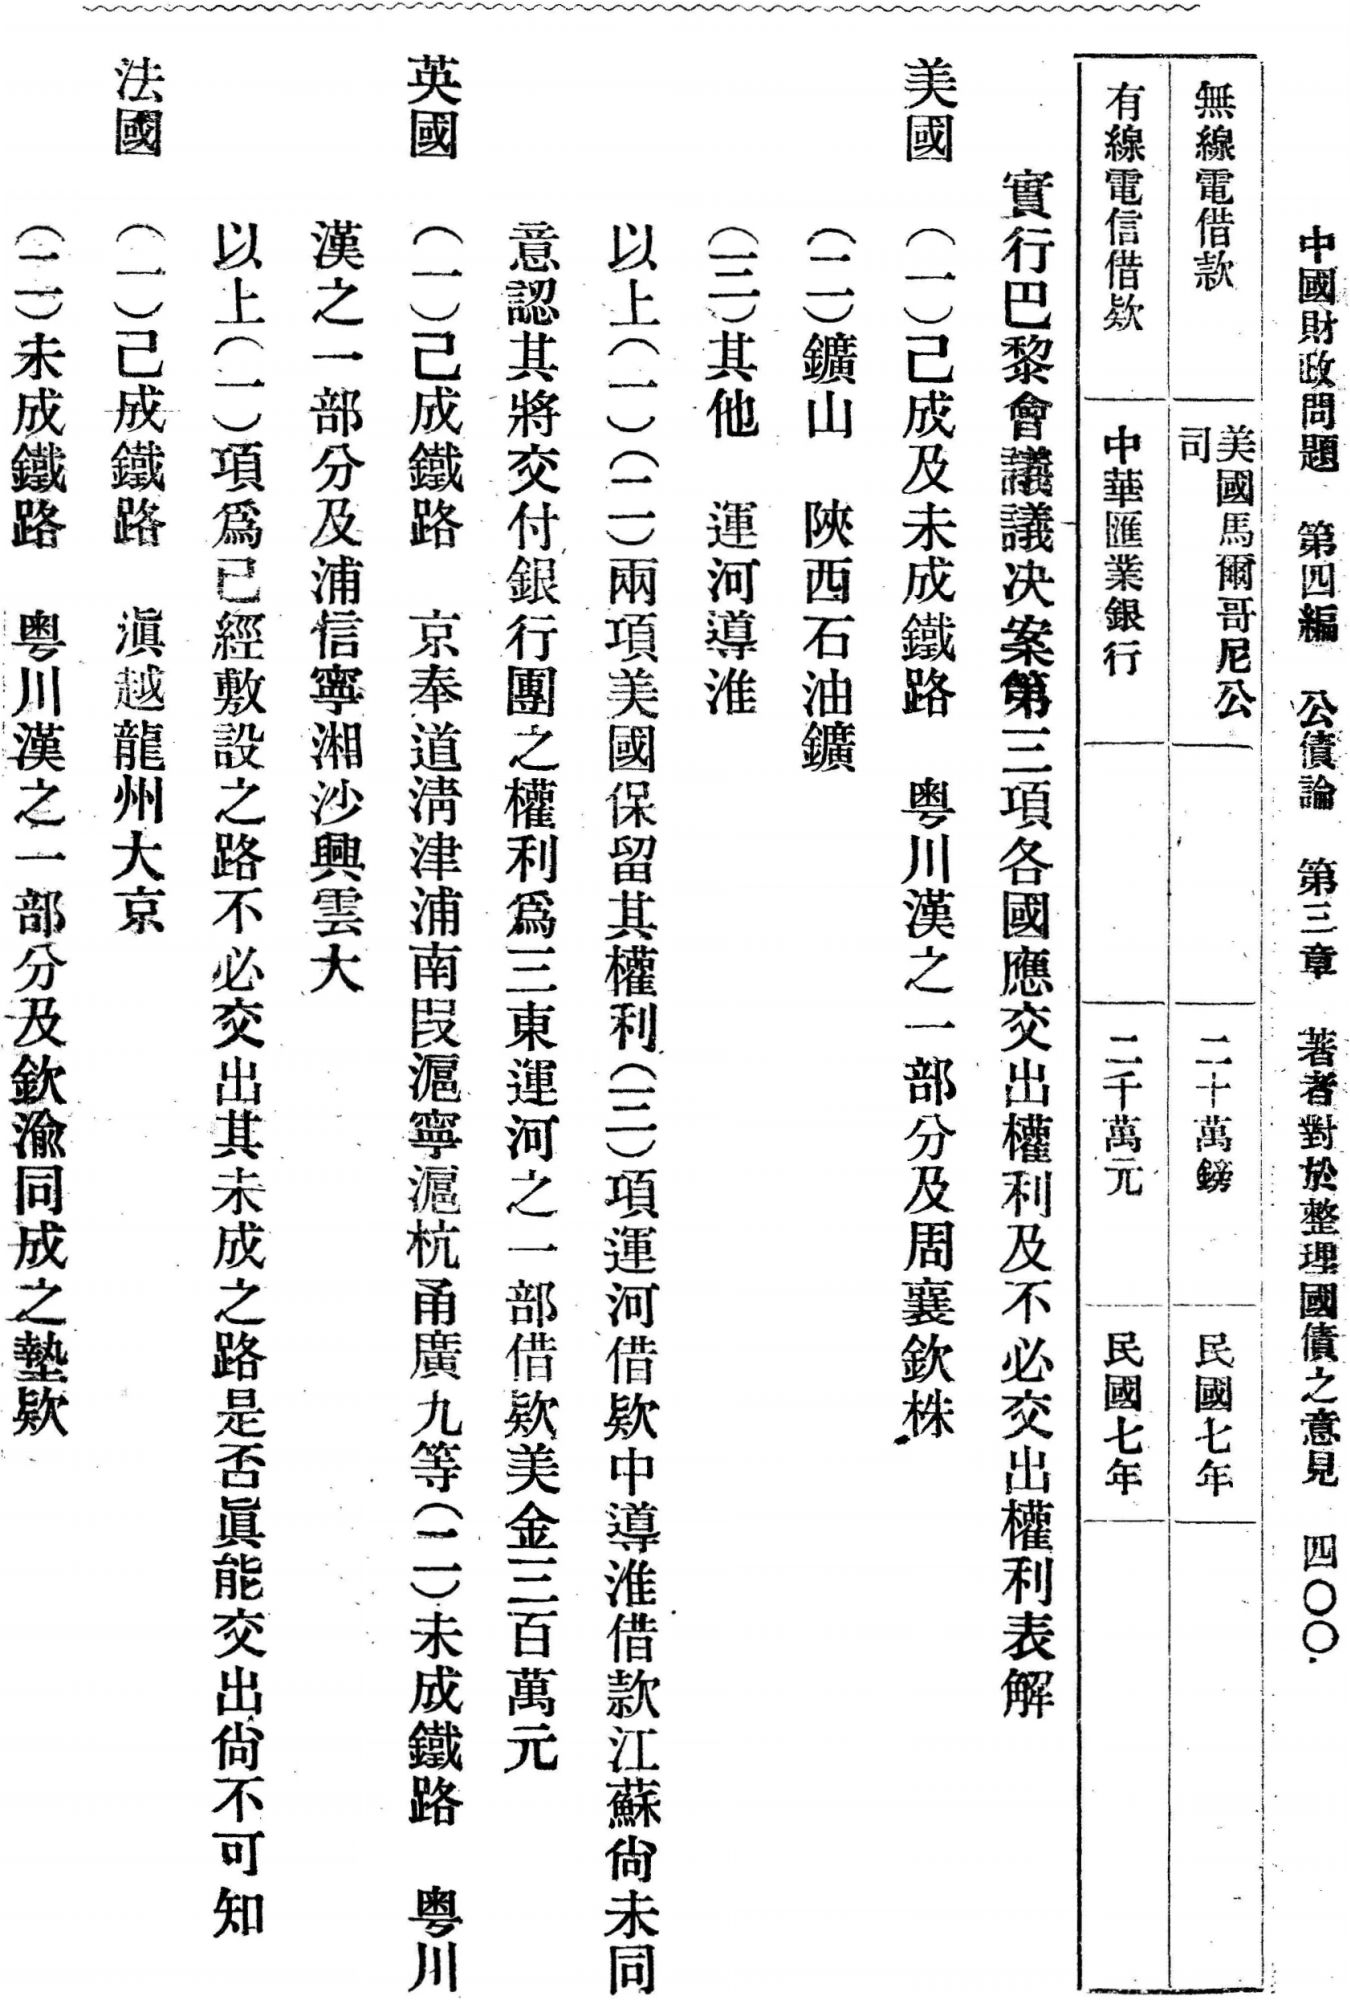 中國財政問題　第四編　公債論　第三章　著者對於整理國債之意見　四〇〇
無線電借款　美國馬爾哥尼公司　二十萬鎊　民國七年
有線電信借欵　中華匯業銀行　二千萬元　民國七年
實行巴黎會議議决案第三項各國應交出權利及不必交出權利表解
美國　（一）己成及未成鐵路　粵川漢之一部分及周襄欽株
（二）鑛山　陝西石油鑛
（三）其他　運河導淮
以上（一）（二）兩項美國保留其權利（三）項運河借欵中導淮借款江蘇尙未同
意認其將交付銀行團之權利爲三東運河之一部借欵美金三百萬元
英國　（一）己成鐵路　京奉道淸津浦南段滬寧滬杭甬廣九等（二）未成鐵路　粵川
漢之一部分及浦信寧湘沙興雲大
以上（一）項爲已經敷設之路不必交出其未成之路是否眞能交出尙不可知
法國　（一）己成鐵路　滇越龍州大京
（二）未成鐵路　粵川漢之一部分及欽渝同成之墊欵